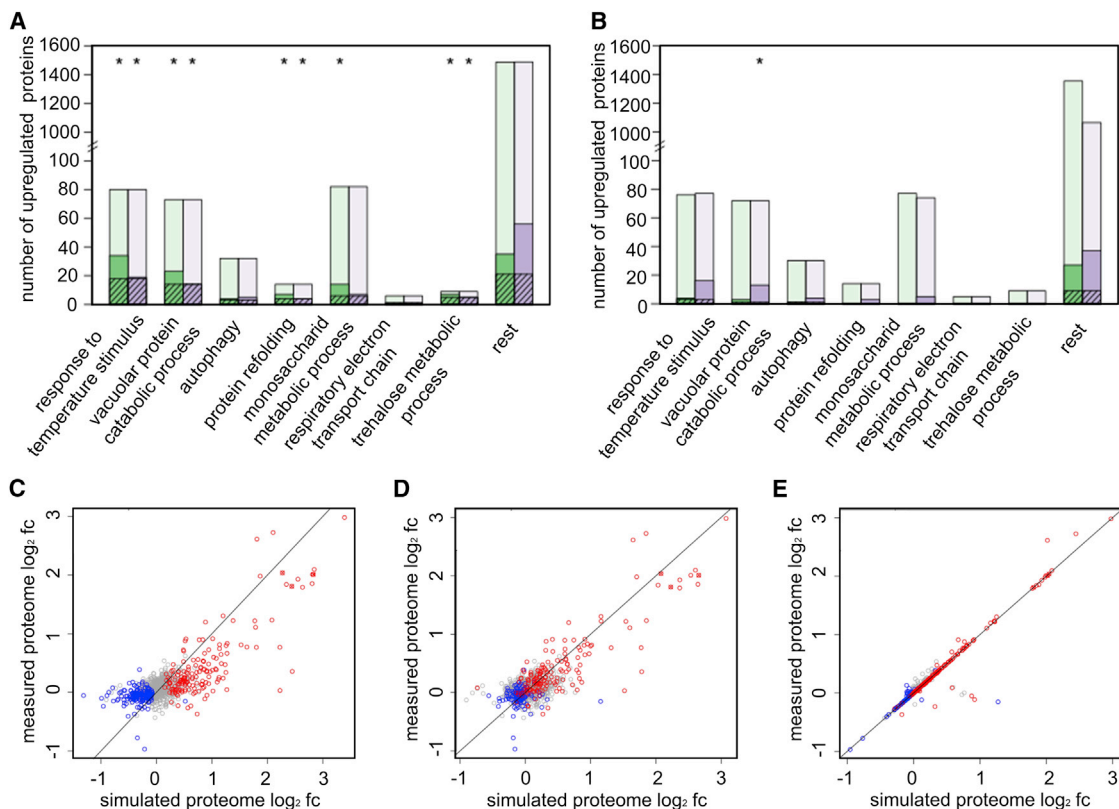 A
number of upregulated proteins
1600
1400
1200
1000
100
80
60
40
20
0
* * * * * * * * *
response to
temperature stimulus
vacuolar protein
catabolic process
autophagy
protein refolding
monosaccharid
metabolic process
respiratory electron
transport chain
trehalose metabolic
process
rest
B
number of upregulated proteins
1600
1400
1200
1000
100
80
60
40
20
0
*
response to
temperature stimulus
vacuolar protein
catabolic process
autophagy
protein refolding
monosaccharid
metabolic process
respiratory electron
transport chain
trehalose metabolic
process
rest
C
measured proteome log₂ fc
3
2
1
0
-1
-1 0 1 2 3
simulated proteome log₂ fc
D
measured proteome log₂ fc
3
2
1
0
-1
-1 0 1 2 3
simulated proteome log₂ fc
E
measured proteome log₂ fc
3
2
1
0
-1
-1 0 1 2 3
simulated proteome log₂ fc